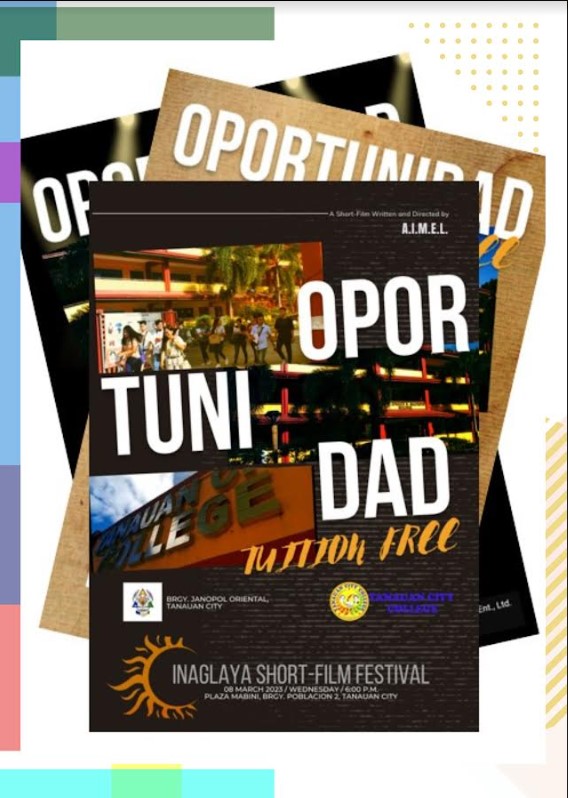 OPORTUNIDAD
A Short-Film Written and Directed by
A.I.M.E.L.
OPOR
TUNI
DAD
TANAUAN C
COLLEGE
TUITION FREE
BRGY. JANOPOL ORIENTAL,
TANAUAN CITY
TANAUAN CITY
COLLEGE
Ent., Ltd.
INAGLAYA SHORT-FILM FESTIVAL
08 MARCH 2023 / WEDNESDAY / 6:00 P.M.
PLAZA MABINI, BRGY. POBLACION 2, TANAUAN CITY